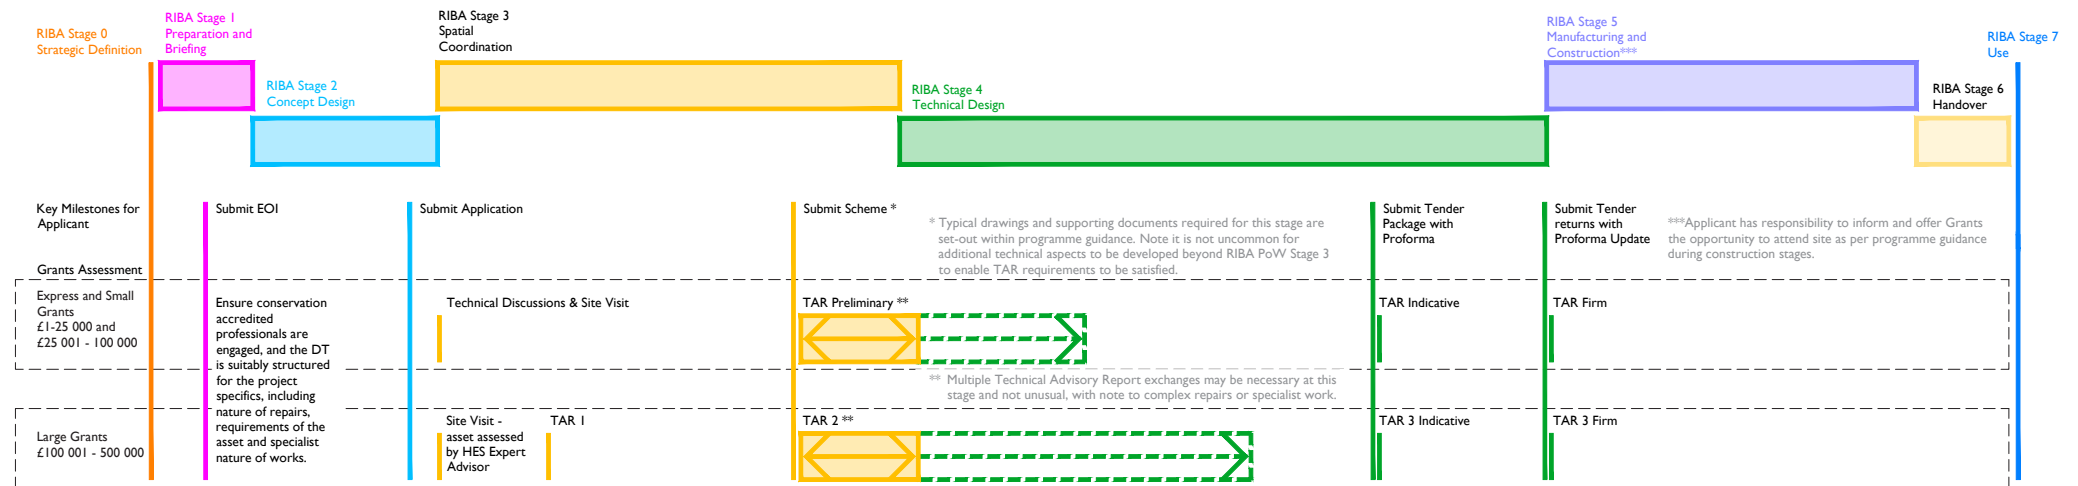 RIBA Stage 0
Strategic Definition
RIBA Stage 1
Preparation and
Briefing
RIBA Stage 2
Concept Design
RIBA Stage 3
Spatial
Coordination
RIBA Stage 4
Technical Design
RIBA Stage 5
Manufacturing and
Construction***
RIBA Stage 6
Handover
RIBA Stage 7
Use
Key Milestones for
Applicant
Submit EOI
Submit Application
Submit Scheme *
* Typical drawings and supporting documents required for this stage are
set-out within programme guidance. Note it is not uncommon for
additional technical aspects to be developed beyond RIBA PoW Stage 3
to enable TAR requirements to be satisfied.
Submit Tender
Package with
Proforma
Submit Tender
returns with
Proforma Update
***Applicant has responsibility to inform and offer Grants
the opportunity to attend site as per programme guidance
during construction stages.
Grants Assessment
Express and Small
Grants
£1-25 000 and
£25 001 - 100 000
Ensure conservation
accredited
professionals are
engaged, and the DT
is suitably structured
for the project
specifics, including
nature of repairs,
requirements of the
asset and specialist
nature of works.
Technical Discussions & Site Visit
TAR Preliminary **
TAR Indicative
TAR Firm
** Multiple Technical Advisory Report exchanges may be necessary at this
stage and not unusual, with note to complex repairs or specialist work.
Large Grants
£100 001 - 500 000
Site Visit -
asset assessed
by HES Expert
Advisor
TAR 1
TAR 2 **
TAR 3 Indicative
TAR 3 Firm